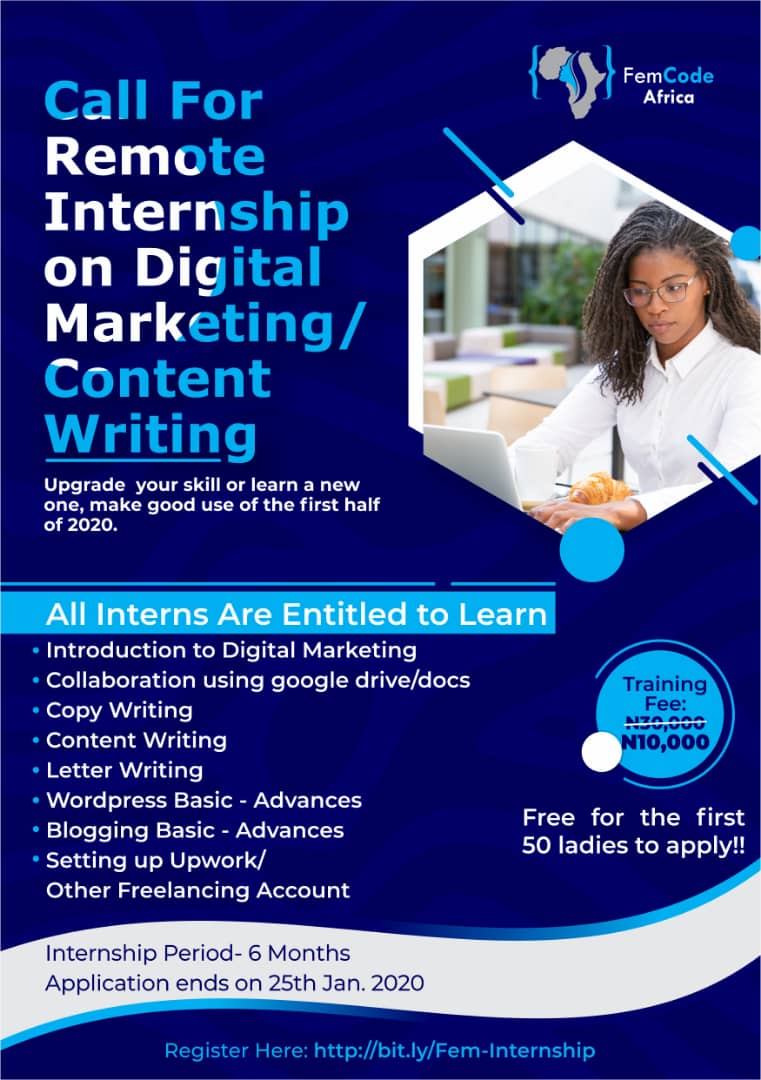 FemCode
Africa
Call For
Remote
Internship
on Digital
Marketing/
Content
Writing
Upgrade your skill or learn a new
one, make good use of the first half
of 2020.
All Interns Are Entitled to Learn
• Introduction to Digital Marketing
• Collaboration using google drive/docs
• Copy Writing
• Content Writing
• Letter Writing
• Wordpress Basic - Advances
• Blogging Basic - Advances
• Setting up Upwork/
Other Freelancing Account
Training
Fee:
N30,000
N10,000
Free for the first
50 ladies to apply!!
Internship Period- 6 Months
Application ends on 25th Jan. 2020
Register Here: http://bit.ly/Fem-Internship